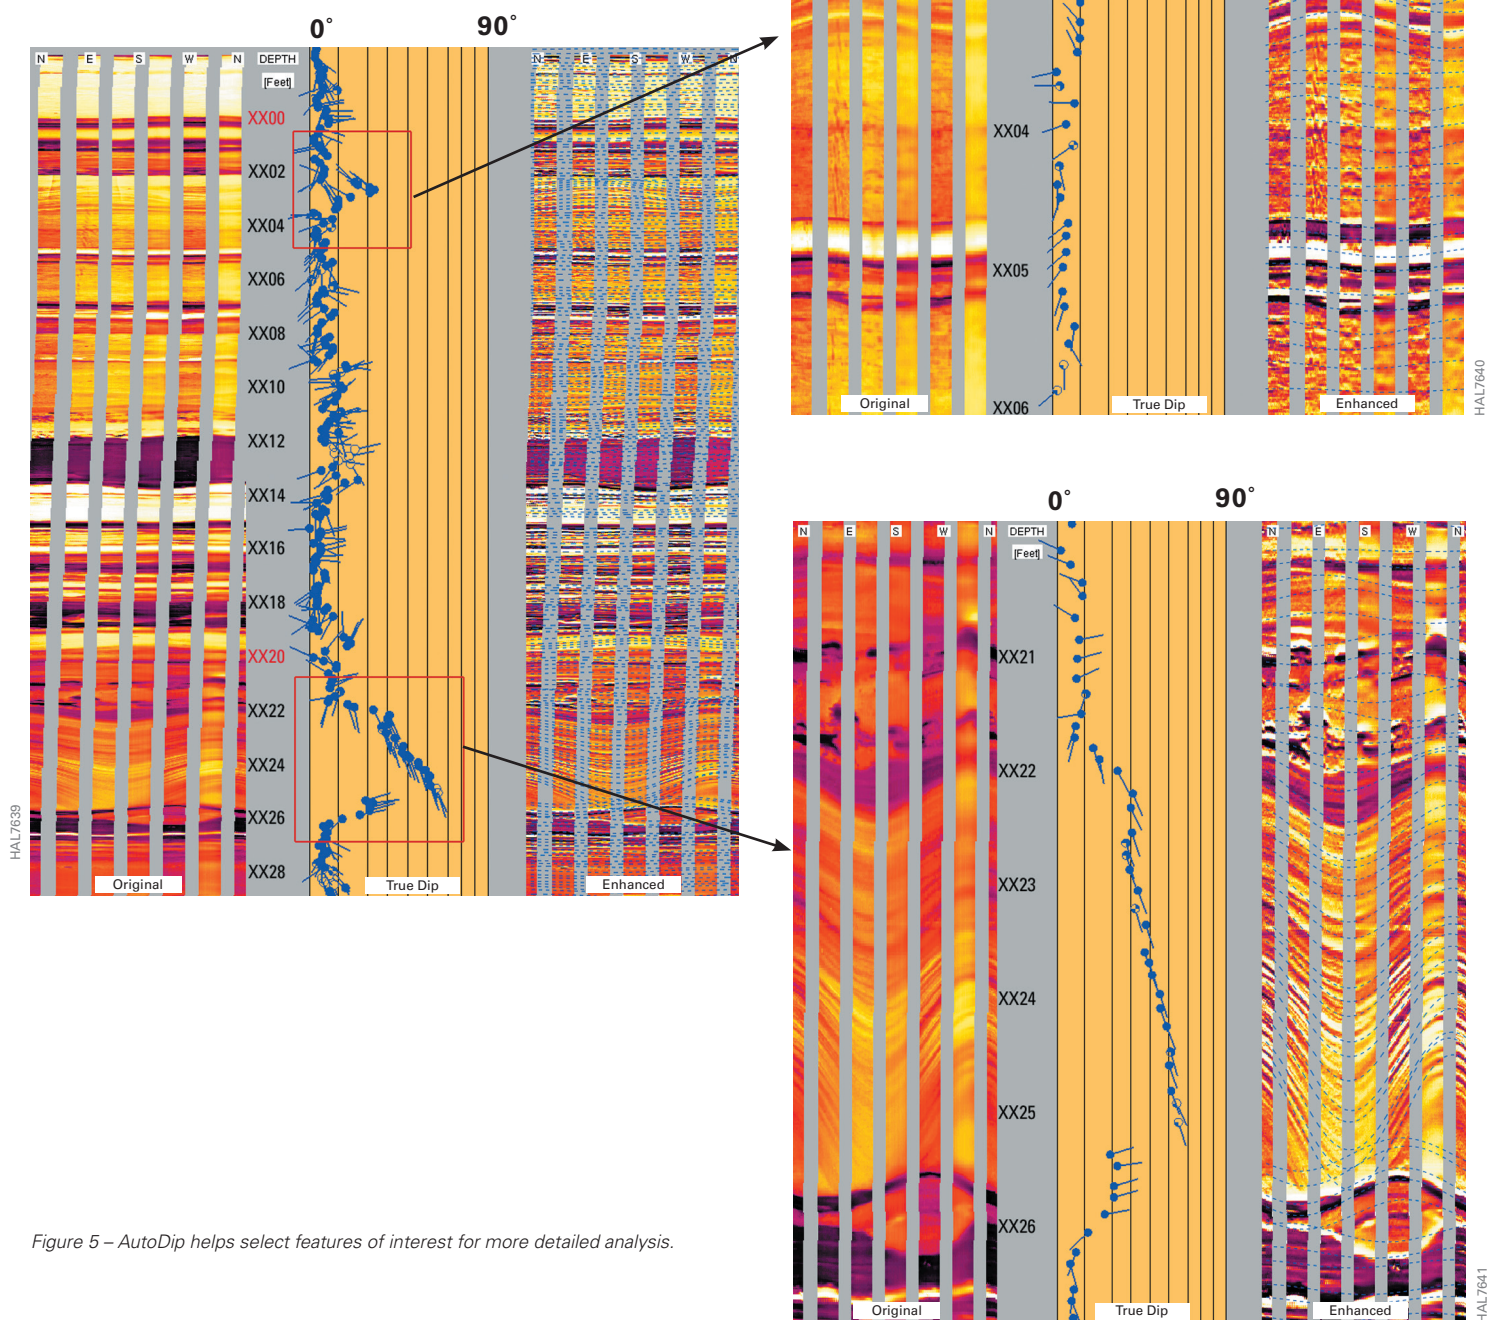 0° 90°
N E S W N DEPTH N E S W N
[Feet]
XX00
XX02
XX04
XX06
XX08
XX10
XX12
XX14
XX16
XX18
XX20
XX22
XX24
XX26
XX28
Original True Dip Enhanced
HAL7639
XX04
XX05
XX06
Original True Dip Enhanced
HAL7640
0° 90°
N E S W N DEPTH N E S W N
[Feet]
XX21
XX22
XX23
XX24
XX25
XX26
Original True Dip Enhanced
HAL7641
Figure 5 – AutoDip helps select features of interest for more detailed analysis.